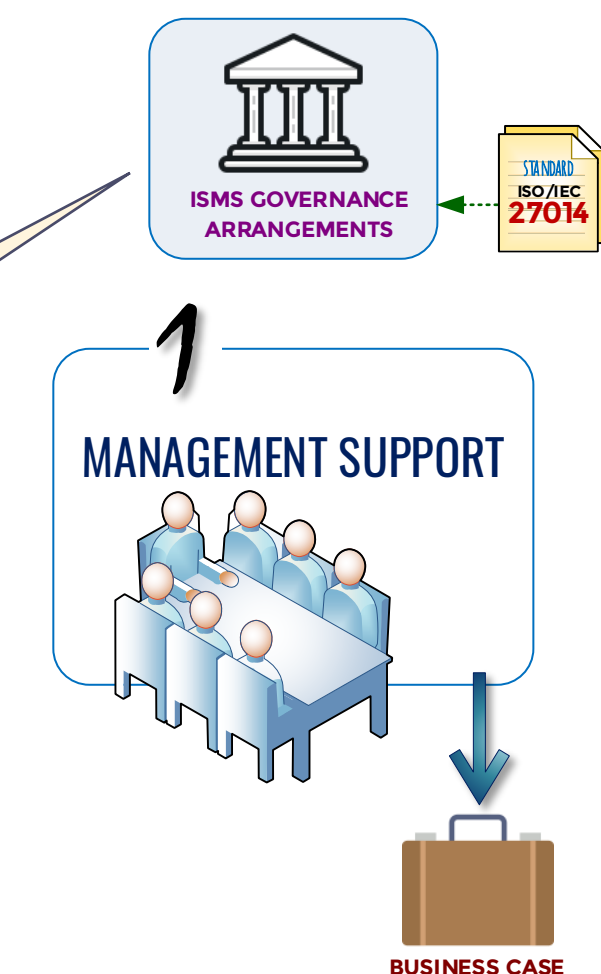 ISMS GOVERNANCE
ARRANGEMENTS
STANDARD
ISO/IEC
27014
1
MANAGEMENT SUPPORT
BUSINESS CASE